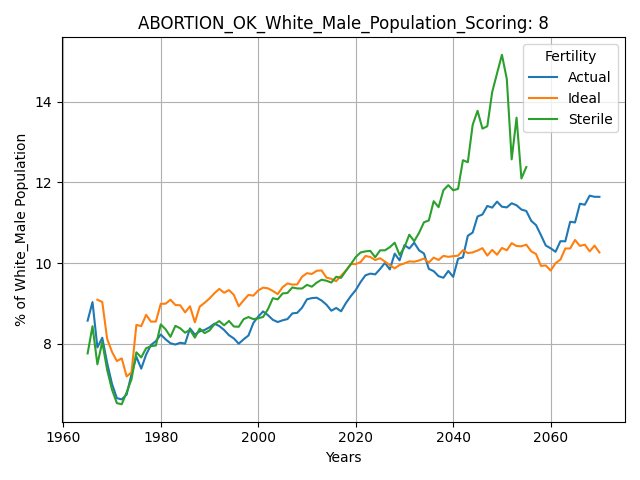 ABORTION_OK_White_Male_Population_Scoring: 8
% of White_Male Population
14
12
10
8
Fertility
Actual
Ideal
Sterile
1960 1980 2000 2020 2040 2060
Years